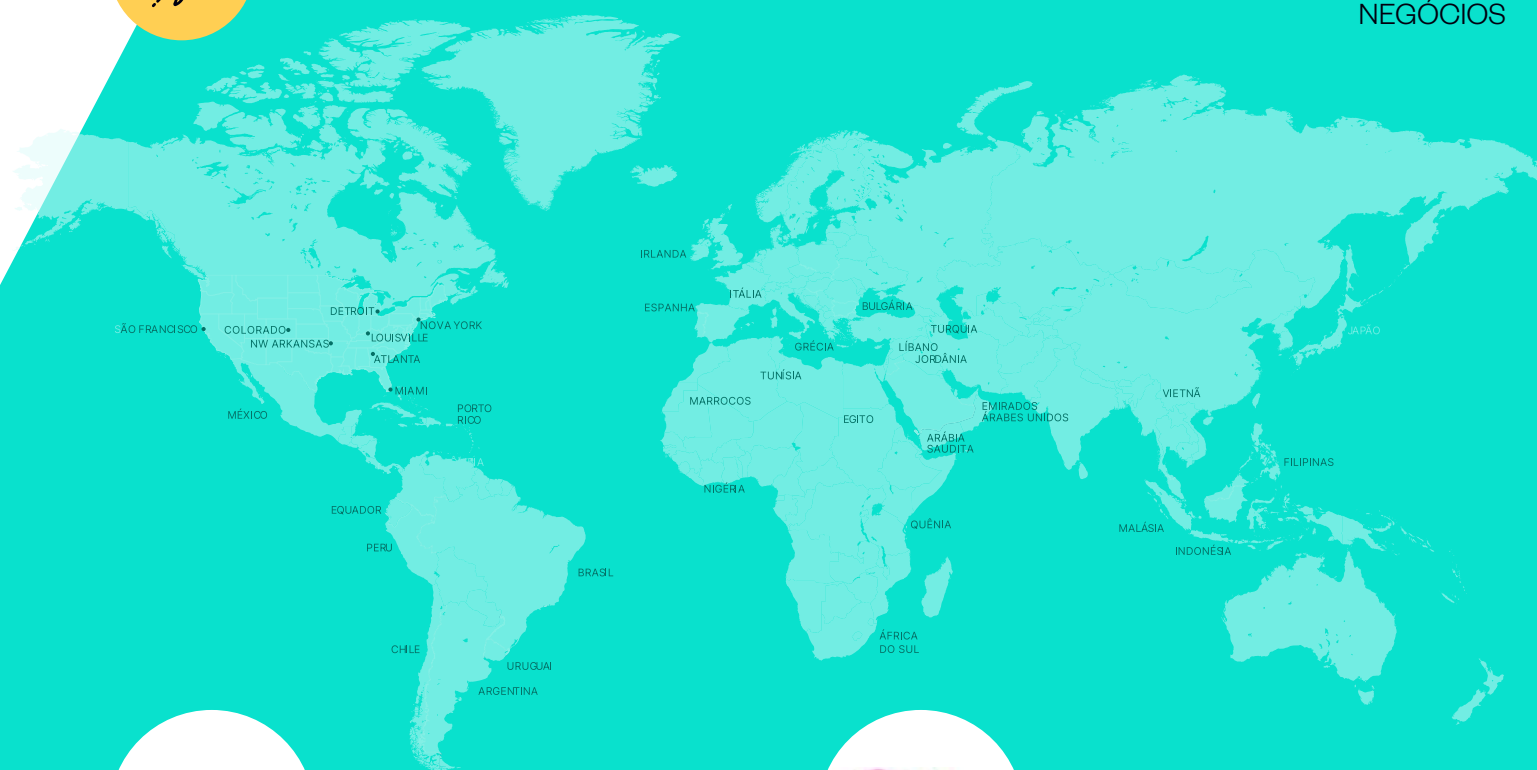 NEGÓCIOS
IRLANDA
ITÁLIA
ESPANHA
BULGÁRIA
DETROIT
NOVA YORK
SÃO FRANCISCO
COLORADO
LOUISVILLE
NW ARKANSAS
ATLANTA
TURQUIA
JAPÃO
GRÉCIA
LÍBANO
JORDÂNIA
TUNÍSIA
MIAMI
MARROCOS
VIETNÃ
MÉXICO
PORTO
RICO
EGITO
EMIRADOS
ÁRABES UNIDOS
ARÁBIA
SAUDITA
FILIPINAS
NIGÉRIA
EQUADOR
QUÊNIA
MALÁSIA
PERU
INDONÉSIA
BRASIL
ÁFRICA
DO SUL
CHILE
URUGUAI
ARGENTINA